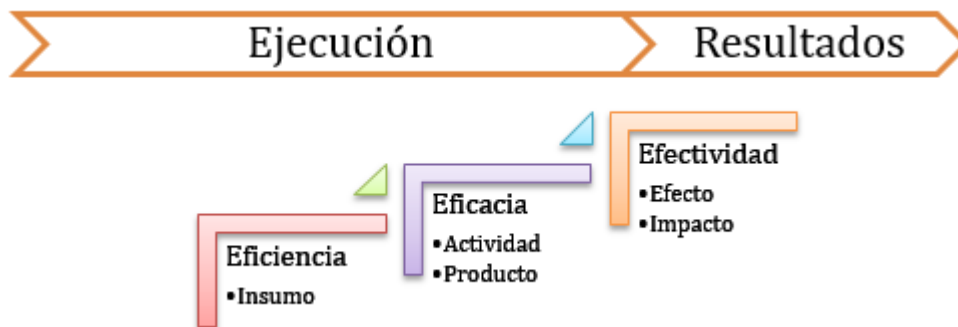 Ejecución
Resultados
Eficiencia
•Insumo
Eficacia
•Actividad
•Producto
Efectividad
•Efecto
•Impacto